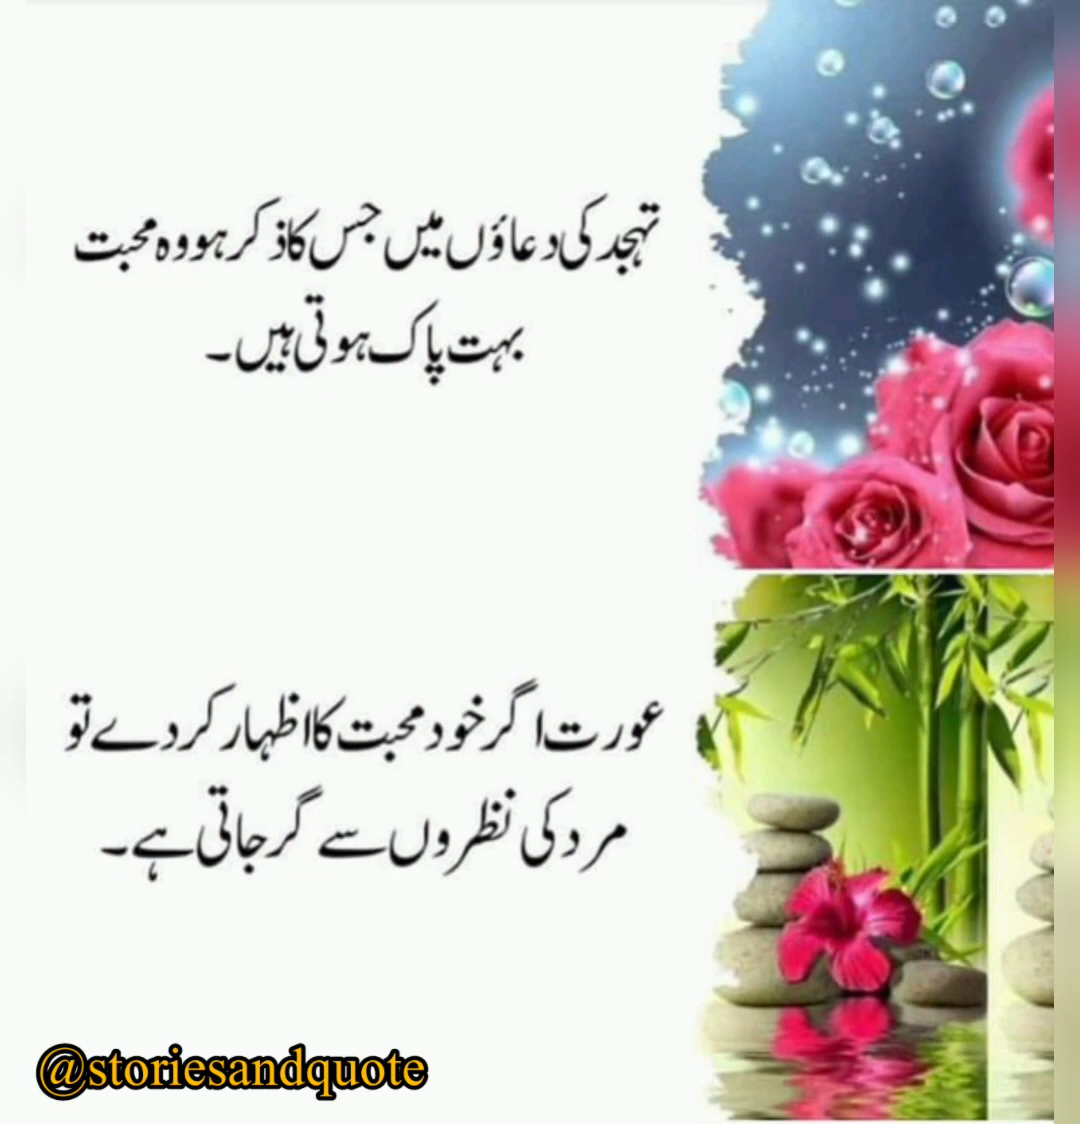 تہجد کی دعاؤں میں جس کا ذکر ہو وہ محبت
بہت پاک ہوتی ہیں۔
عورت اگر خود محبت کا اظہار کر دے تو
مرد کی نظروں سے گر جاتی ہے۔
@storiesandquote